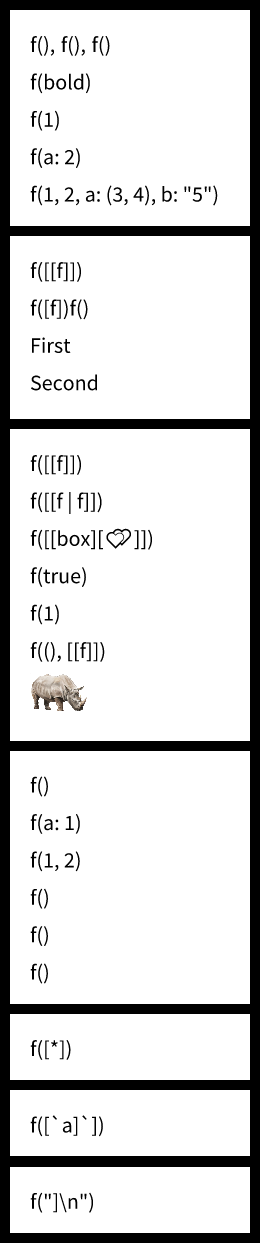 f(), f(), f()
f(bold)
f(1)
f(a: 2)
f(1, 2, a: (3, 4), b: "5")
f([[f]])
f([f])f()
First
Second
f([[f]])
f([[f | f]])
f([[box][💕]])
f(true)
f(1)
f((), [[f]])
f()
f(a: 1)
f(1, 2)
f()
f()
f()
f([*])
f([`a]`])
f("]\n")